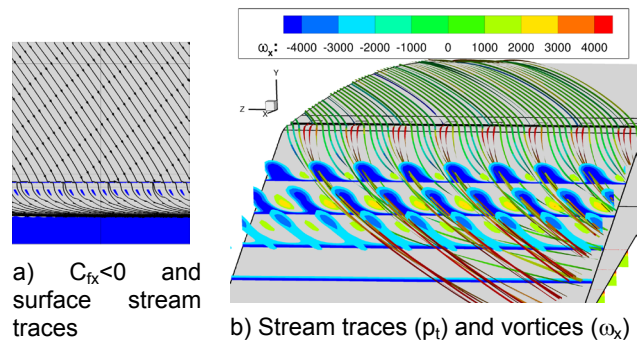 ωₓ: -4000 -3000 -2000 -1000 0 1000 2000 3000 4000
Y
Z
X
a) C_fx<0 and
surface stream
traces
b) Stream traces (pₜ) and vortices (ωₓ)